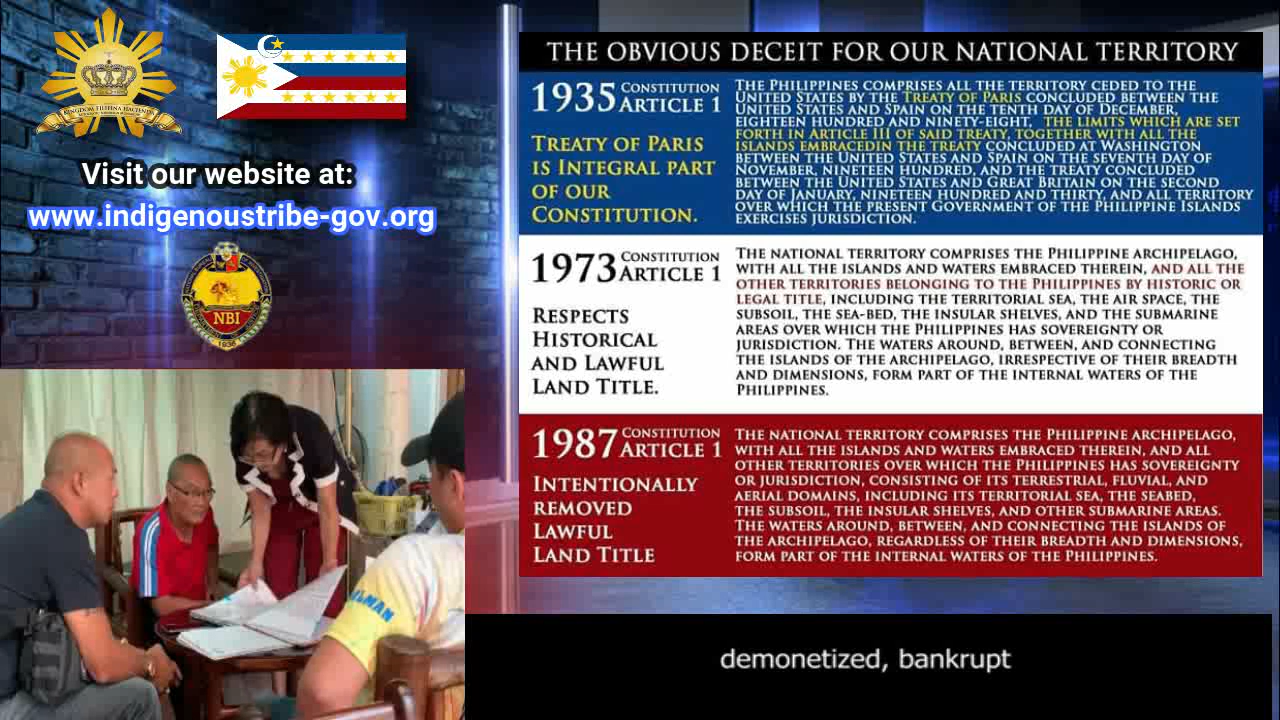 KINGDOM FILIPINA HACIENDA
Visit our website at:
www.indigenoustribe-gov.org
NBI
1936
ALMAN
THE OBVIOUS DECEIT FOR OUR NATIONAL TERRITORY
1935 CONSTITUTION
ARTICLE 1
TREATY OF PARIS
IS INTEGRAL PART
OF OUR
CONSTITUTION.
THE PHILIPPINES COMPRISES ALL THE TERRITORY CEDED TO THE
UNITED STATES BY THE TREATY OF PARIS CONCLUDED BETWEEN THE
UNITED STATES AND SPAIN ON THE TENTH DAY OF DECEMBER,
EIGHTEEN HUNDRED AND NINETY-EIGHT, THE LIMITS WHICH ARE SET
FORTH IN ARTICLE III OF SAID TREATY, TOGETHER WITH ALL THE
ISLANDS EMBRACEDIN THE TREATY CONCLUDED AT WASHINGTON
BETWEEN THE UNITED STATES AND SPAIN ON THE SEVENTH DAY OF
NOVEMBER, NINETEEN HUNDRED, AND THE TREATY CONCLUDED
BETWEEN THE UNITED STATES AND GREAT BRITAIN ON THE SECOND
DAY OF JANUARY, NINETEEN HUNDRED AND THIRTY, AND ALL TERRITORY
OVER WHICH THE PRESENT GOVERNMENT OF THE PHILIPPINE ISLANDS
EXERCISES JURISDICTION.
1973 CONSTITUTION
ARTICLE 1
RESPECTS
HISTORICAL
AND LAWFUL
LAND TITLE.
THE NATIONAL TERRITORY COMPRISES THE PHILIPPINE ARCHIPELAGO,
WITH ALL THE ISLANDS AND WATERS EMBRACED THEREIN, AND ALL THE
OTHER TERRITORIES BELONGING TO THE PHILIPPINES BY HISTORIC OR
LEGAL TITLE, INCLUDING THE TERRITORIAL SEA, THE AIR SPACE, THE
SUBSOIL, THE SEA-BED, THE INSULAR SHELVES, AND THE SUBMARINE
AREAS OVER WHICH THE PHILIPPINES HAS SOVEREIGNTY OR
JURISDICTION. THE WATERS AROUND, BETWEEN, AND CONNECTING
THE ISLANDS OF THE ARCHIPELAGO, IRRESPECTIVE OF THEIR BREADTH
AND DIMENSIONS, FORM PART OF THE INTERNAL WATERS OF THE
PHILIPPINES.
1987 CONSTITUTION
ARTICLE 1
INTENTIONALLY
REMOVED
LAWFUL
LAND TITLE
THE NATIONAL TERRITORY COMPRISES THE PHILIPPINE ARCHIPELAGO,
WITH ALL THE ISLANDS AND WATERS EMBRACED THEREIN, AND ALL
OTHER TERRITORIES OVER WHICH THE PHILIPPINES HAS SOVEREIGNTY
OR JURISDICTION, CONSISTING OF ITS TERRESTRIAL, FLUVIAL, AND
AERIAL DOMAINS, INCLUDING ITS TERRITORIAL SEA, THE SEABED,
THE SUBSOIL, THE INSULAR SHELVES, AND OTHER SUBMARINE AREAS.
THE WATERS AROUND, BETWEEN, AND CONNECTING THE ISLANDS OF
THE ARCHIPELAGO, REGARDLESS OF THEIR BREADTH AND DIMENSIONS,
FORM PART OF THE INTERNAL WATERS OF THE PHILIPPINES.
demonetized, bankrupt